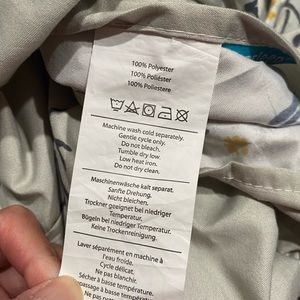 100% Polyester
100% Poliéster
100% Poliestere
Machine wash cold separately.
Gentle cycle only.
Do not bleach.
Tumble dry low.
Low heat iron.
Do not dry clean.
Maschinenwäsche kalt separat.
Sanfte Drehung.
Nicht bleichen.
Trockner geeignet bei niedriger
Temperatur.
Bügeln bei niedriger
Temperatur.
Keine Trockenreinigung.
Laver séparément en machine à
l'eau froide.
Cycle délicat.
Ne pas blanchir.
séchage à basse température.
à basse température.